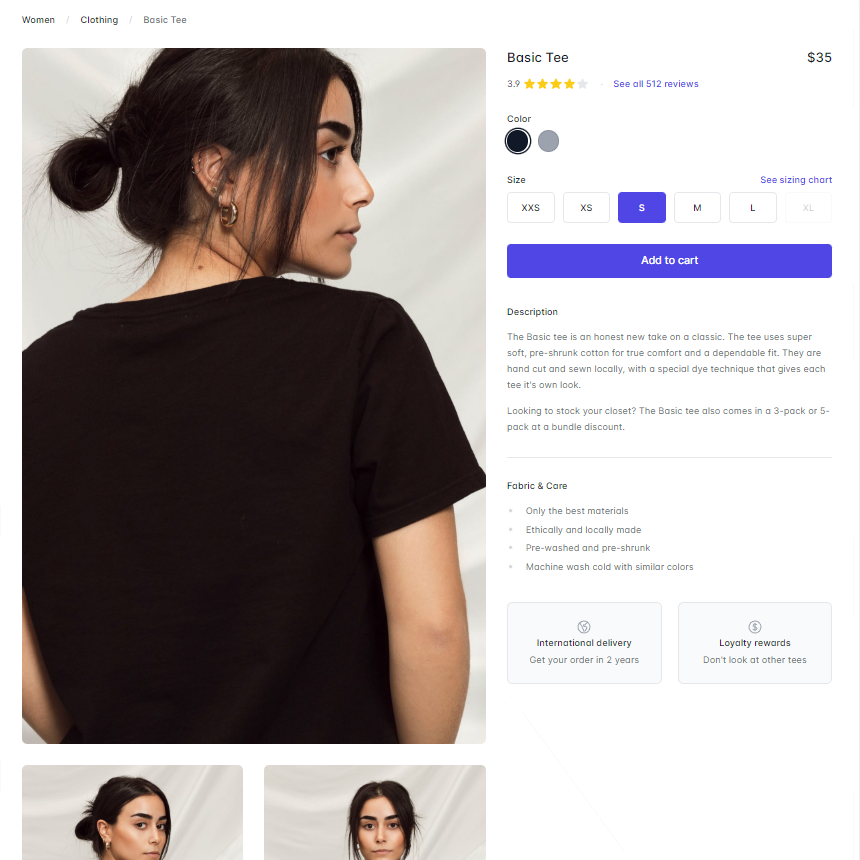 Women / Clothing / Basic Tee
Basic Tee $35
3.9 · See all 512 reviews
Color
Size See sizing chart
XXS XS S M L XL
Add to cart
Description
The Basic tee is an honest new take on a classic. The tee uses super
soft, pre-shrunk cotton for true comfort and a dependable fit. They are
hand cut and sewn locally, with a special dye technique that gives each
tee it's own look.
Looking to stock your closet? The Basic tee also comes in a 3-pack or 5-
pack at a bundle discount.
Fabric & Care
• Only the best materials
• Ethically and locally made
• Pre-washed and pre-shrunk
• Machine wash cold with similar colors
International delivery
Get your order in 2 years
Loyalty rewards
Don't look at other tees